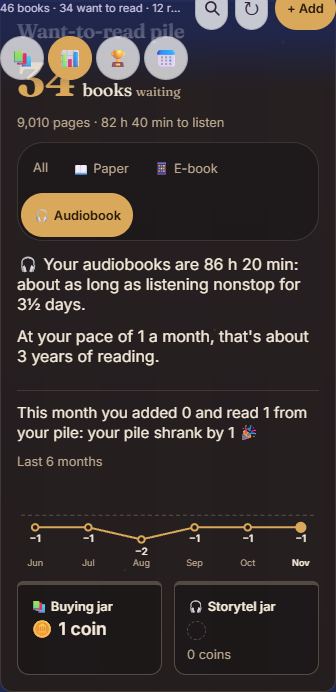 46 books · 34 want to read · 12 r...
+ Add
Want-to-read pile
34 books waiting
9,010 pages · 82 h 40 min to listen
All
Paper
E-book
Audiobook
Your audiobooks are 86 h 20 min:
about as long as listening nonstop for
3½ days.
At your pace of 1 a month, that's about
3 years of reading.
This month you added 0 and read 1 from
your pile: your pile shrank by 1
Last 6 months
−1 −1 −2 −1 −1 −1
Jun Jul Aug Sep Oct Nov
Buying jar
1 coin
Storytel jar
0 coins